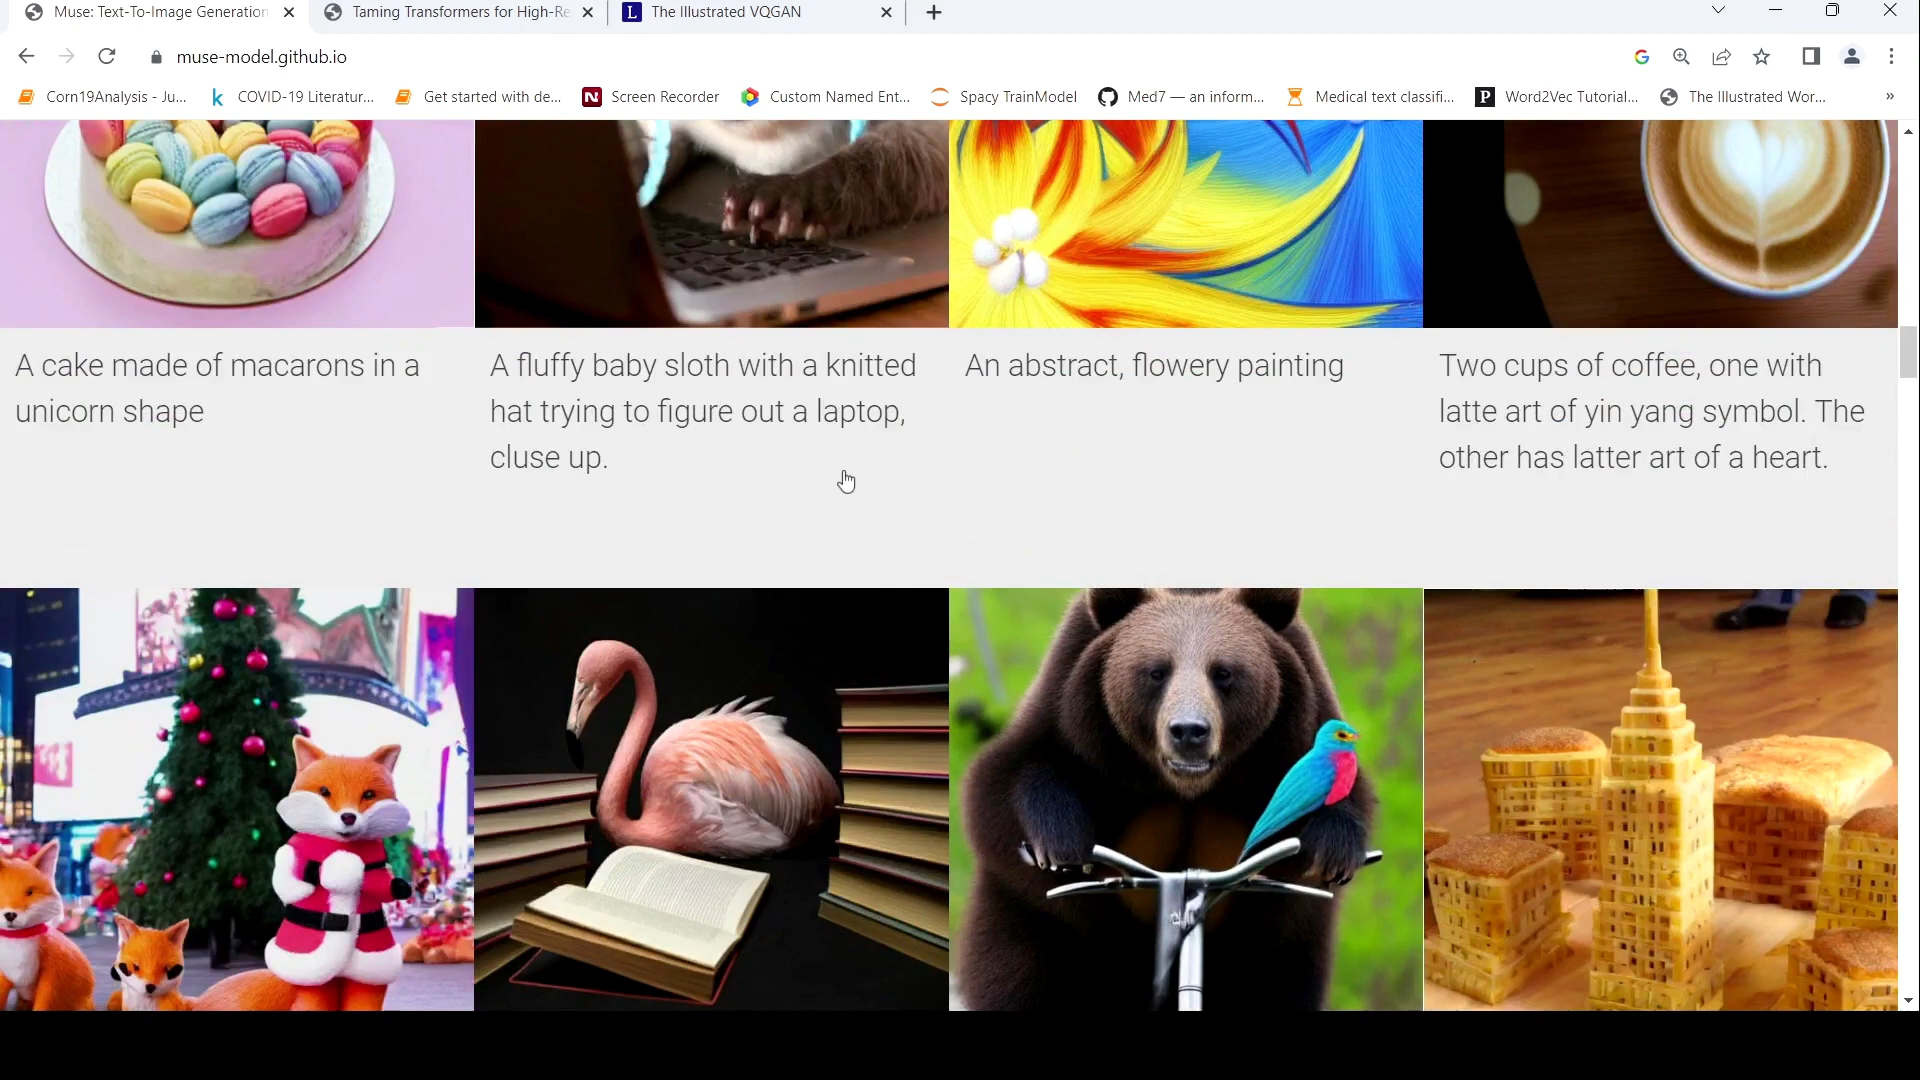 Muse: Text-To-Image Generation
Taming Transformers for High-Re
L The Illustrated VQGAN
muse-model.github.io
Corn19Analysis - Ju...
k COVID-19 Literatur...
Get started with de...
N Screen Recorder
Custom Named Ent...
Spacy TrainModel
Med7 — an inform...
Medical text classifi...
P Word2Vec Tutorial...
The Illustrated Wor...
»
A cake made of macarons in a
unicorn shape
A fluffy baby sloth with a knitted
hat trying to figure out a laptop,
cluse up.
An abstract, flowery painting
Two cups of coffee, one with
latte art of yin yang symbol. The
other has latter art of a heart.